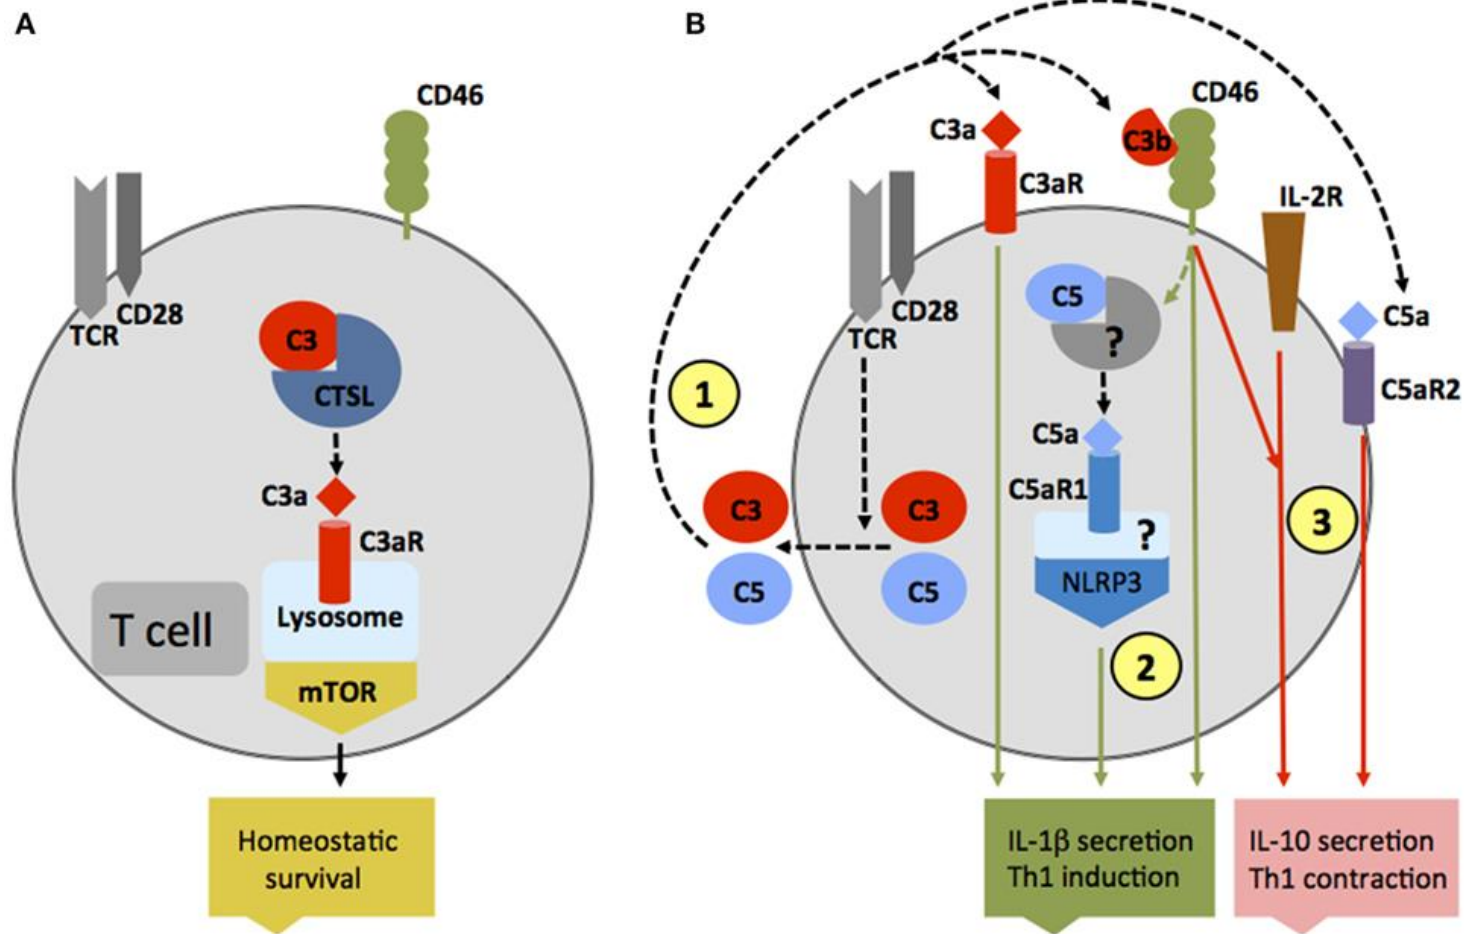 A
CD46
TCR
CD28
C3
CTSL
C3a
C3aR
Lysosome
T cell
mTOR
Homeostatic
survival
B
CD46
C3a
C3b
C3aR
IL-2R
C5
CD28
TCR
?
C5a
C5aR2
1
C5a
C5aR1
C3
C3
3
?
C5
C5
NLRP3
2
IL-1β secretion
Th1 induction
IL-10 secretion
Th1 contraction